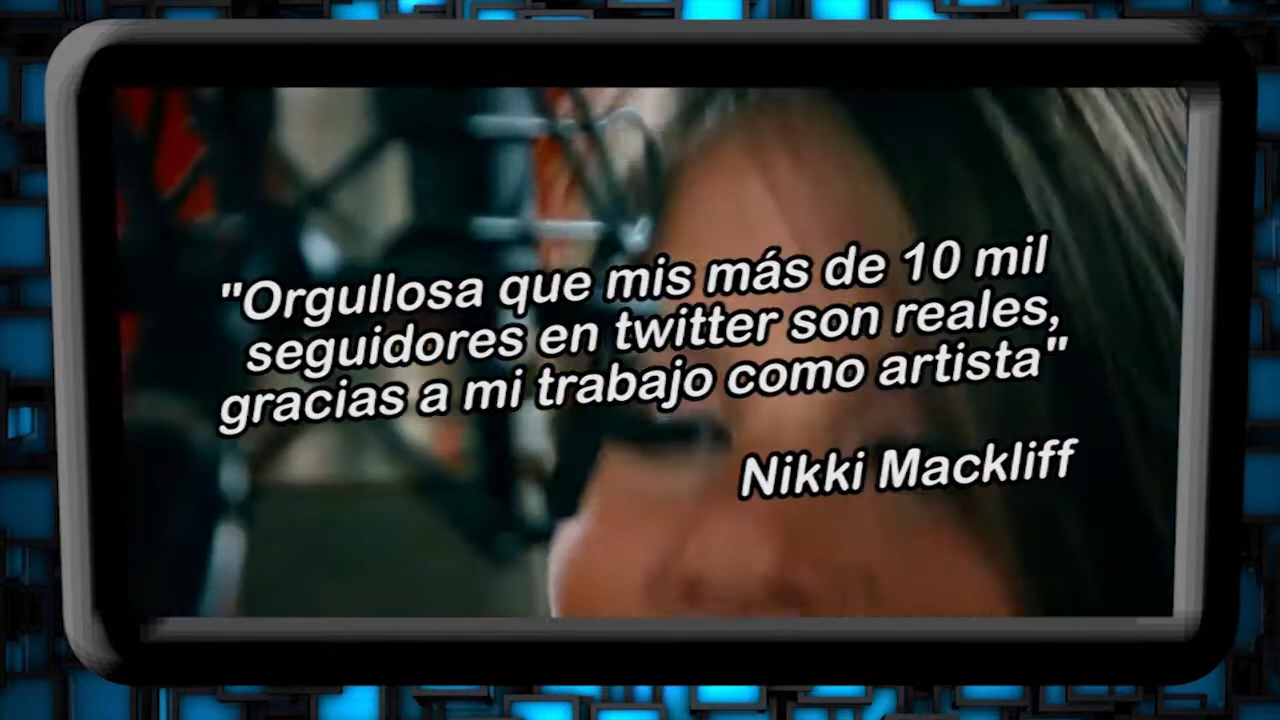 "Orgullosa que mis más de 10 mil
seguidores en twitter son reales,
gracias a mi trabajo como artista"
Nikki Mackliff